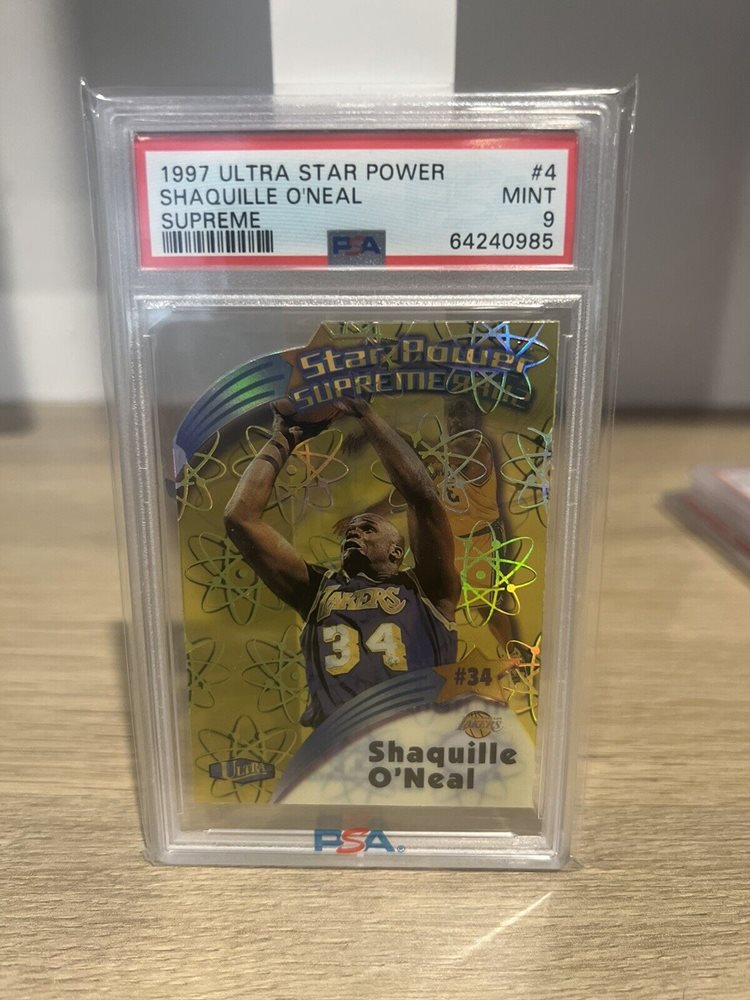 1997 ULTRA STAR POWER #4
SHAQUILLE O'NEAL MINT
SUPREME 9
PSA 64240985
Star Power
SUPREME
LAKERS
34
#34
LAKERS
Shaquille
O'Neal
ULTRA
PSA®